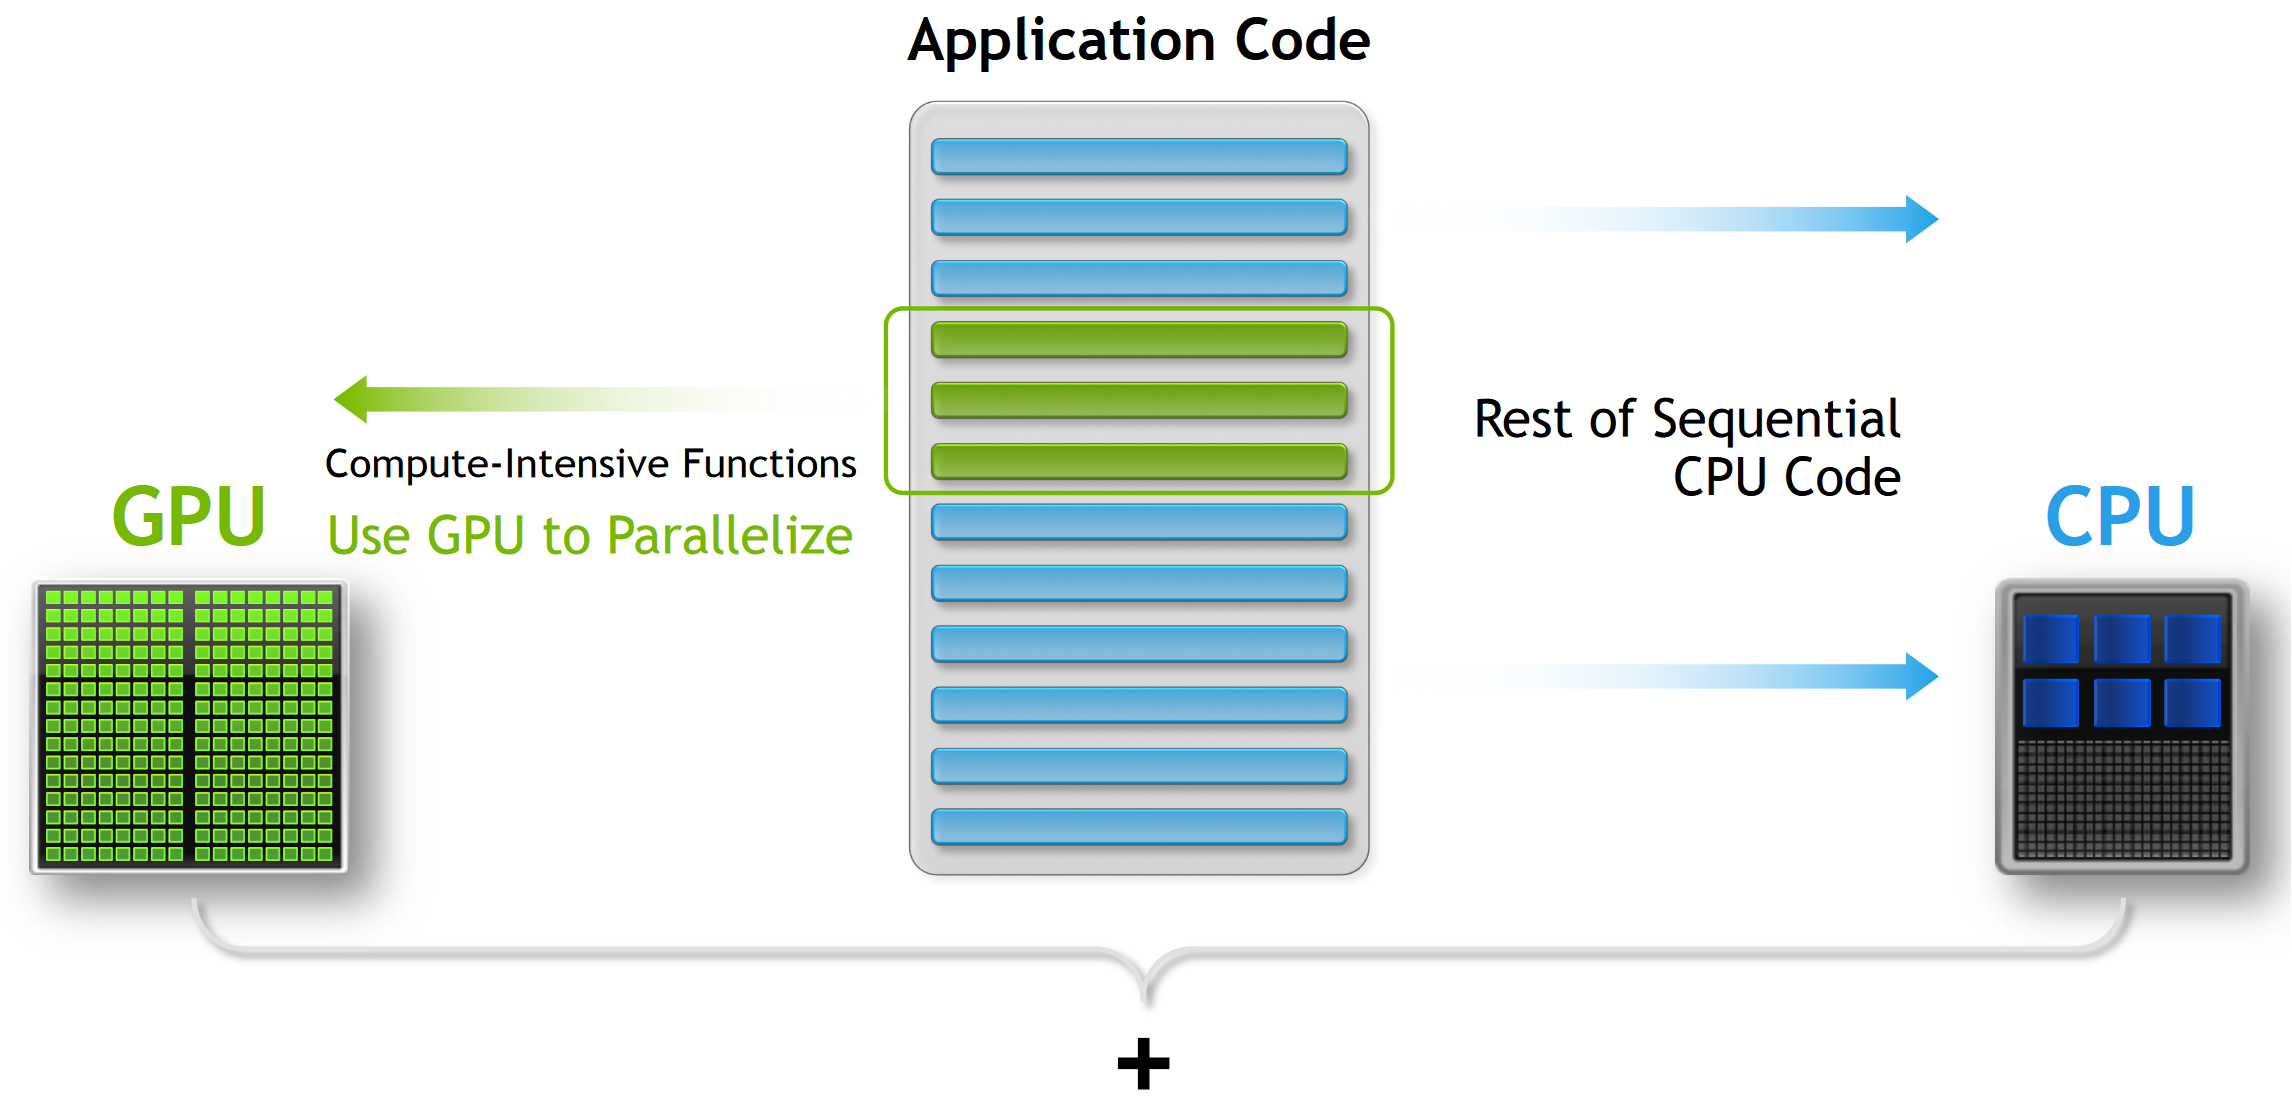 Application Code
Compute-Intensive Functions
GPU
Use GPU to Parallelize
Rest of Sequential
CPU Code
CPU
+